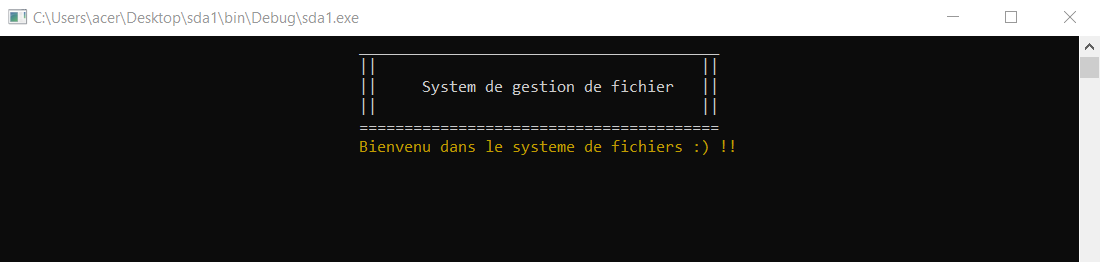 C:\Users\acer\Desktop\sda1\bin\Debug\sda1.exe
________________________________________
||                                    ||
||     System de gestion de fichier   ||
||                                    ||
========================================
Bienvenu dans le systeme de fichiers :) !!